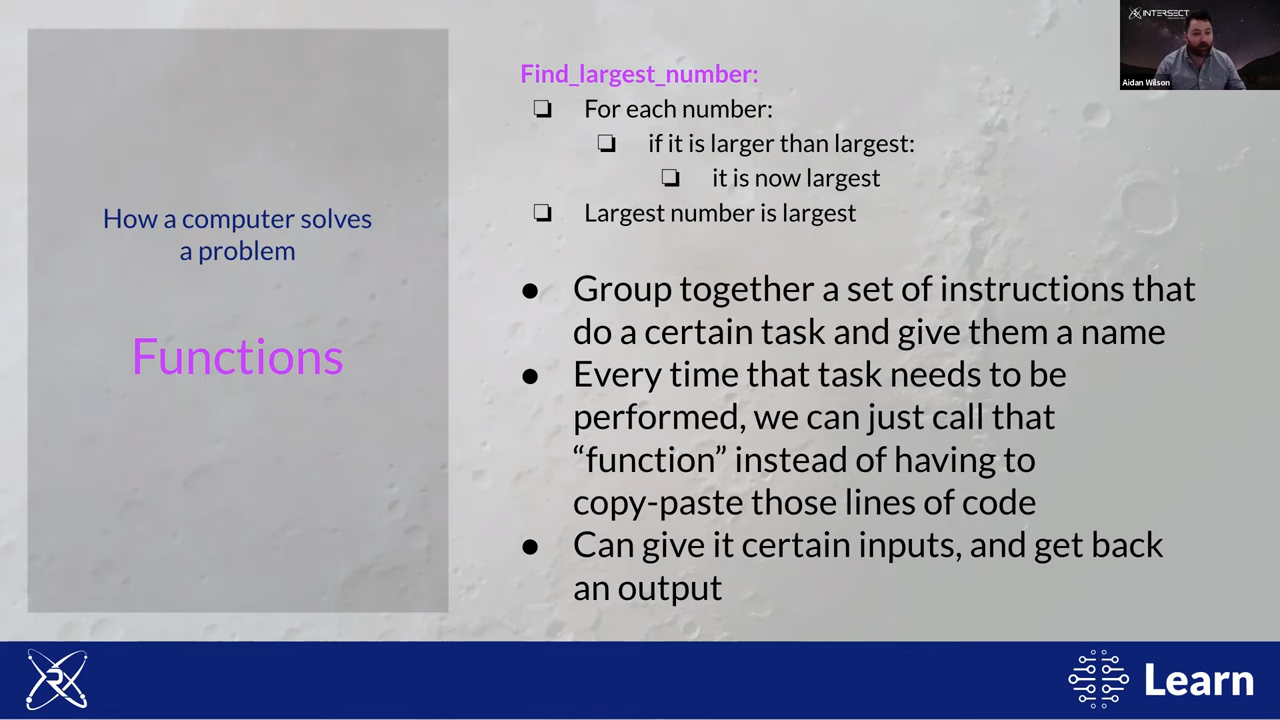 INTERSECT
Aidan Wilson
How a computer solves
a problem
Functions
Find_largest_number:
❏ For each number:
❏ if it is larger than largest:
❏ it is now largest
❏ Largest number is largest
● Group together a set of instructions that
do a certain task and give them a name
● Every time that task needs to be
performed, we can just call that
“function” instead of having to
copy-paste those lines of code
● Can give it certain inputs, and get back
an output
Learn